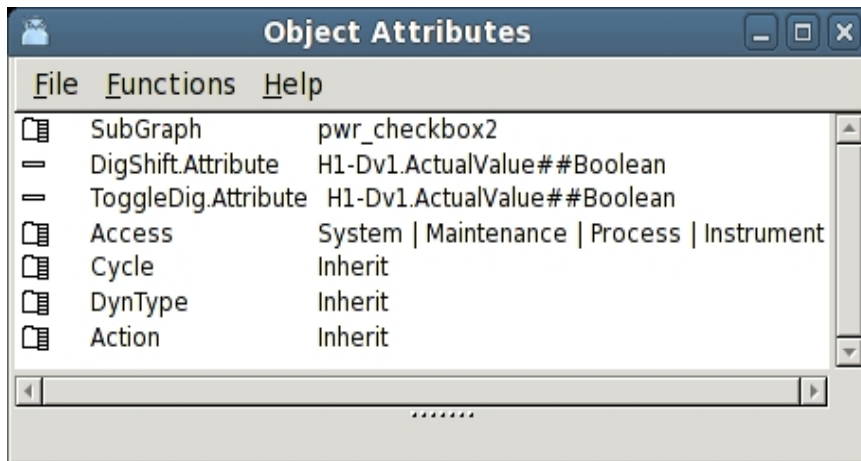 Object Attributes
File Functions Help
SubGraph pwr_checkbox2
DigShift.Attribute H1-Dv1.ActualValue##Boolean
ToggleDig.Attribute H1-Dv1.ActualValue##Boolean
Access System | Maintenance | Process | Instrument
Cycle Inherit
DynType Inherit
Action Inherit